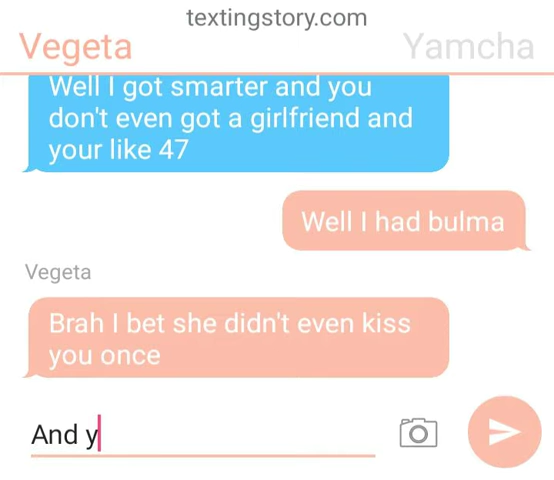 textingstory.com
Vegeta
Yamcha
Well I got smarter and you
don't even got a girlfriend and
your like 47
Well I had bulma
Vegeta
Brah I bet she didn't even kiss
you once
And y